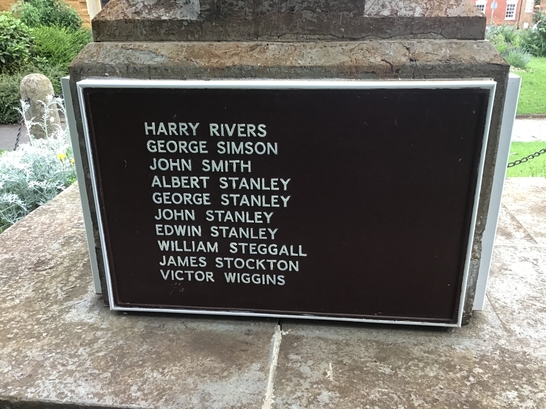 HARRY RIVERS
GEORGE SIMSON
JOHN SMITH
ALBERT STANLEY
GEORGE STANLEY
JOHN STANLEY
EDWIN STANLEY
WILLIAM STEGGALL
JAMES STOCKTON
VICTOR WIGGINS